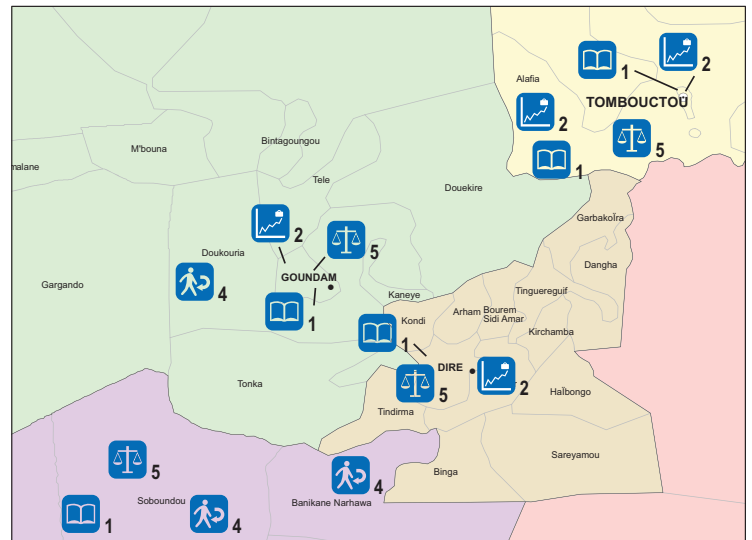 1
2
Alafia
TOMBOUCTOU
2
5
1
M'bouna
Bintagoungou
malane
Tele
Douekire
Garbakoïra
2
5
Doukouria
Dangha
GOUNDAM
4
Gargando
Tinguereguif
Kaneye
1
Arham
Bourem
Sidi Amar
Kondi
Kirchamba
1
DIRE
Tonka
2
5
Haïbongo
Tindirma
Sareyamou
5
Binga
4
Soboundou
Banikane Narhawa
1
4